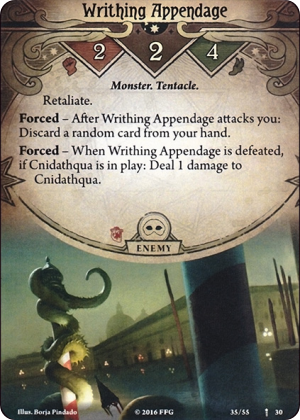 Writhing Appendage
2 2 4
Monster. Tentacle.
Retaliate.
Forced – After Writhing Appendage attacks you:
Discard a random card from your hand.
Forced – When Writhing Appendage is defeated,
if Cnidathqua is in play: Deal 1 damage to
Cnidathqua.
ENEMY
Illus. Borja Pindado © 2016 FFG 35/55 30